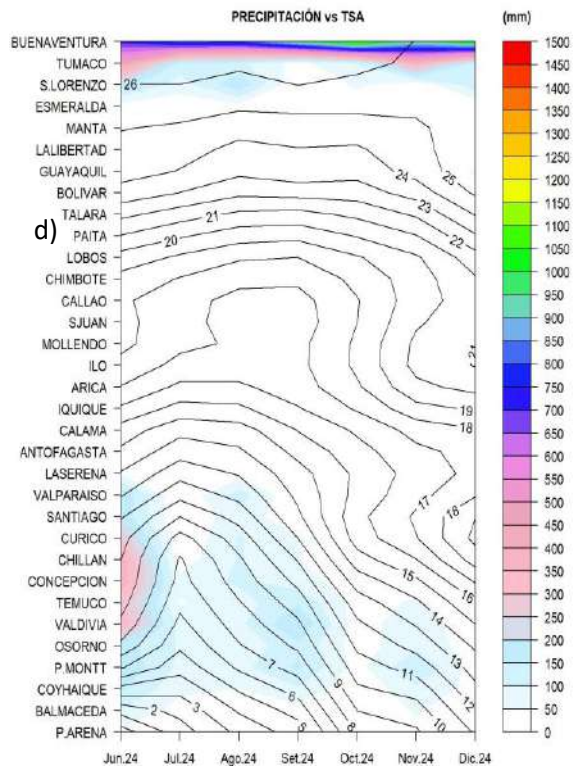 PRECIPITACIÓN vs TSA
(mm)
BUENAVENTURA
TUMACO
S.LORENZO
ESMERALDA
MANTA
LALIBERTAD
GUAYAQUIL
BOLIVAR
TALARA
d)
PAITA
LOBOS
CHIMBOTE
CALLAO
SJUAN
MOLLENDO
ILO
ARICA
IQUIQUE
CALAMA
ANTOFAGASTA
LASERENA
VALPARAISO
SANTIAGO
CURICO
CHILLAN
CONCEPCION
TEMUCO
VALDIVIA
OSORNO
P.MONTT
COYHAIQUE
BALMACEDA
P.ARENA
26
25
24
23
22
21
20
21
19
18
17
18
16
15
14
13
12
11
10
9
8
7
6
5
3
2
Jun.24 Jul.24 Ago.24 Set.24 Oct.24 Nov.24 Dic.24
1500
1450
1400
1350
1300
1250
1200
1150
1100
1050
1000
950
900
850
800
750
700
650
600
550
500
450
400
350
300
250
200
150
100
50
0